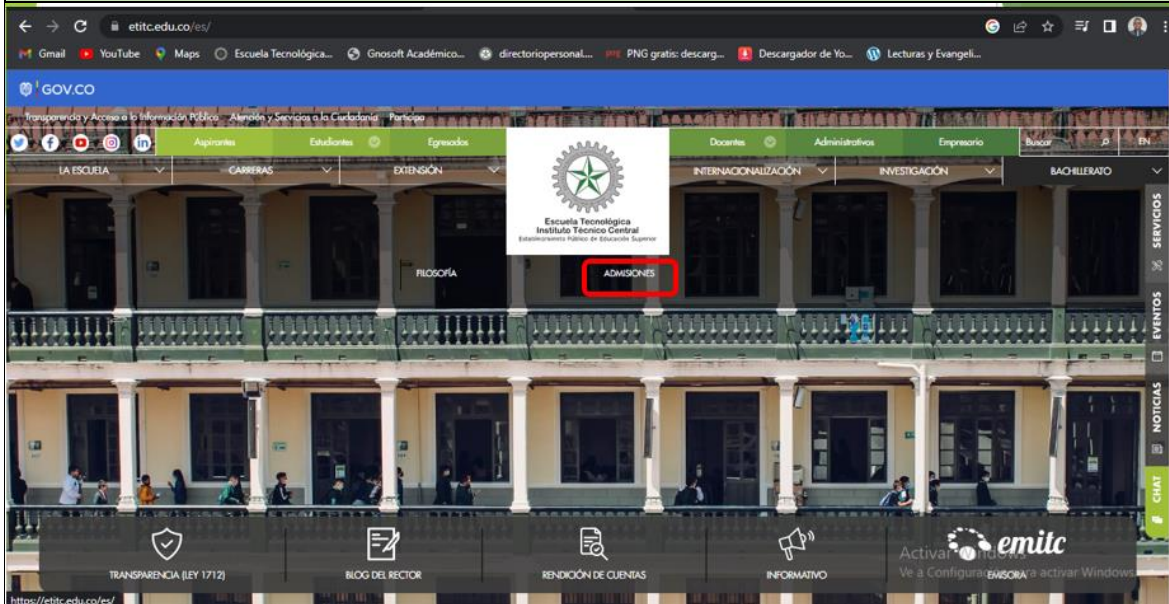 etitc.edu.co/es/
Gmail YouTube Maps Escuela Tecnológica... Gnosoft Académico... directoriopersonal.... PNG gratis: descarg... Descargador de Yo... Lecturas y Evangeli...
GOV.CO
Transparencia y Acceso a la Información Pública Atención y Servicios a la Ciudadanía Participa
Aspirantes Estudiantes Egresados Docentes Administrativos Empresario Buscar EN
LA ESCUELA CARRERAS EXTENSIÓN INTERNACIONALIZACIÓN INVESTIGACIÓN BACHILLERATO
Escuela Tecnológica
Instituto Técnico Central
Establecimiento Público de Educación Superior
FILOSOFÍA ADMISIONES
SERVICIOS
EVENTOS
NOTICIAS
CHAT
emitc
Activar Windows
Ve a Configuración para activar Windows.
TRANSPARENCIA (LEY 1712) BLOG DEL RECTOR RENDICIÓN DE CUENTAS INFORMATIVO EMISORA
https://etitc.edu.co/es/